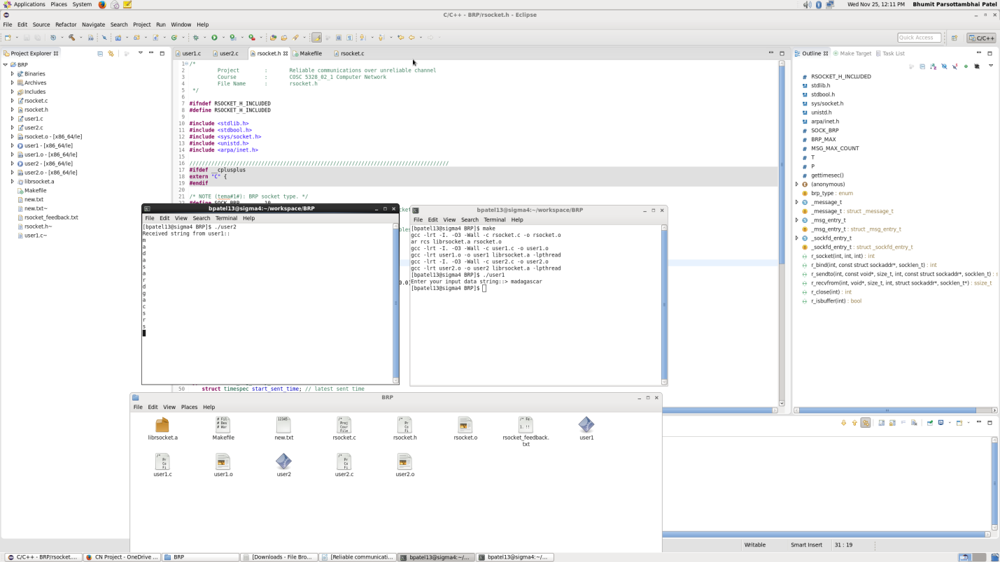 Applications Places System Wed Nov 25, 12:11 PM Bhumit Parsottambhai Patel
C/C++ - BRP/rsocket.h - Eclipse
File Edit Source Refactor Navigate Search Project Run Window Help
Quick Access C/C++
Project Explorer
BRP
Binaries
Archives
Includes
rsocket.c
rsocket.h
user1.c
user2.c
rsocket.o - [x86_64/le]
user1 - [x86_64/le]
user1.o - [x86_64/le]
user2 - [x86_64/le]
user2.o - [x86_64/le]
librsocket.a
Makefile
new.txt
new.txt~
rsocket_feedback.txt
rsocket.h~
user1.c~
user1.c user2.c rsocket.h Makefile rsocket.c
1 /*
2 Project : Reliable communications over unreliable channel
3 Course : COSC 5328_02_1 Computer Network
4 File Name : rsocket.h
5 */
6
7 #ifndef RSOCKET_H_INCLUDED
8 #define RSOCKET_H_INCLUDED
9
10 #include <stdlib.h>
11 #include <stdbool.h>
12 #include <sys/socket.h>
13 #include <unistd.h>
14 #include <arpa/inet.h>
15
16 //////////////////////////////////////////////////////////////////////////////////
17 #ifdef __cplusplus
18 extern "C" {
19 #endif
20
21 /* NOTE (tema#1#): BRP socket type. */
50 struct timespec start_sent_time; // latest sent time
bpatel13@sigma4:~/workspace/BRP
File Edit View Search Terminal Help
[bpatel13@sigma4 BRP]$ ./user2
Received string from user1::
m
a
d
a
s
a
r
d
g
a
c
s
r
s
bpatel13@sigma4:~/workspace/BRP
File Edit View Search Terminal Help
[bpatel13@sigma4 BRP]$ make
gcc -lrt -I. -O3 -Wall -c rsocket.c -o rsocket.o
ar rcs librsocket.a rsocket.o
gcc -lrt -I. -O3 -Wall -c user1.c -o user1.o
gcc -lrt user1.o -o user1 librsocket.a -lpthread
gcc -lrt -I. -O3 -Wall -c user2.c -o user2.o
gcc -lrt user2.o -o user2 librsocket.a -lpthread
[bpatel13@sigma4 BRP]$ ./user1
Enter your input data string::> madagascar
[bpatel13@sigma4 BRP]$
Outline Make Target Task List
RSOCKET_H_INCLUDED
stdlib.h
stdbool.h
sys/socket.h
unistd.h
arpa/inet.h
SOCK_BRP
BRP_MAX
MSG_MAX_COUNT
T
P
gettimesec()
(anonymous)
brp_type : enum
_message_t
_message_t : struct _message_t
_msg_entry_t
_msg_entry_t : struct _msg_entry_t
_sockfd_entry_t
_sockfd_entry_t : struct _sockfd_entry_t
r_socket(int, int, int) : int
r_bind(int, const struct sockaddr*, socklen_t) : int
r_sendto(int, const void*, size_t, int, const struct sockaddr*, socklen_t) : s
r_recvfrom(int, void*, size_t, int, struct sockaddr*, socklen_t*) : ssize_t
r_close(int) : int
r_isbuffer(int) : bool
BRP
File Edit View Places Help
librsocket.a Makefile new.txt rsocket.c rsocket.h rsocket.o rsocket_feedback.txt user1
user1.c user1.o user2 user2.c user2.o
Writable Smart Insert 31 : 19
C/C++ - BRP/rsocket.... CN Project - OneDrive ... BRP [Downloads - File Bro... [Reliable communicati... bpatel13@sigma4:~/... bpatel13@sigma4:~/...